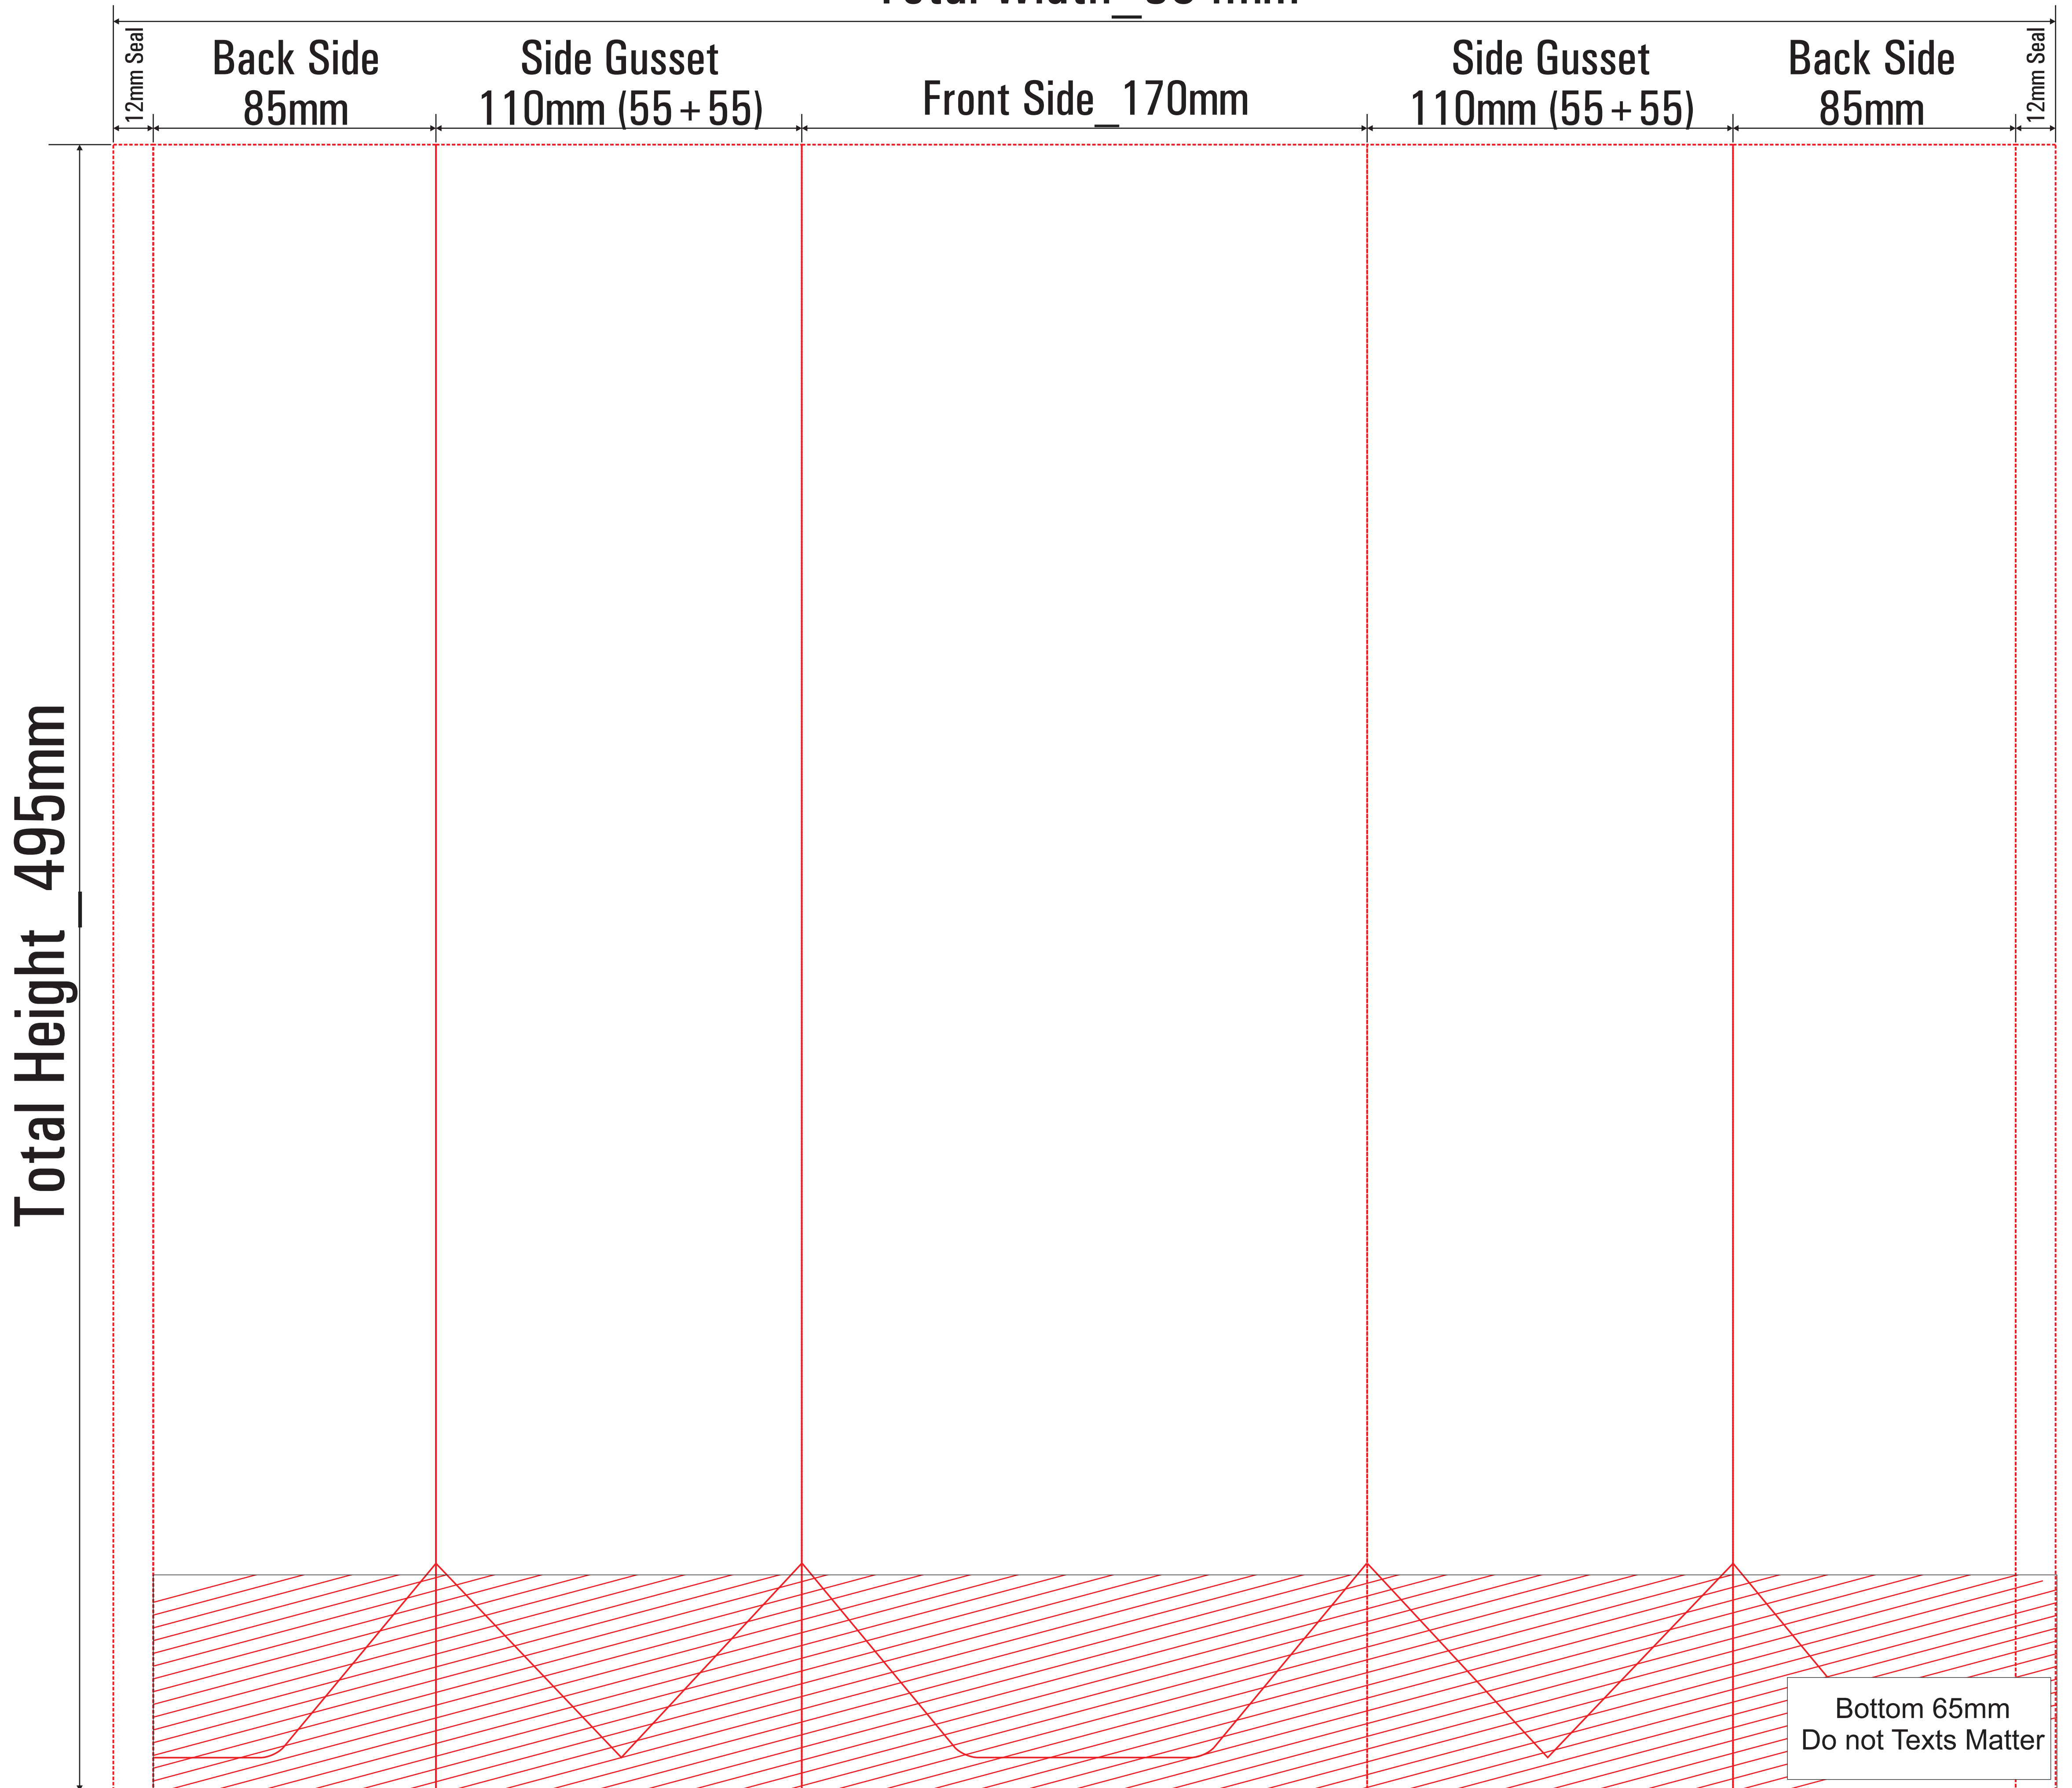 12mm Seal
Back Side
85mm
Side Gusset
110mm (55+55)
Front Side_170mm
Side Gusset
110mm (55+55)
Back Side
85mm
12mm Seal
Total Height_495mm
Bottom 65mm
Do not Texts Matter